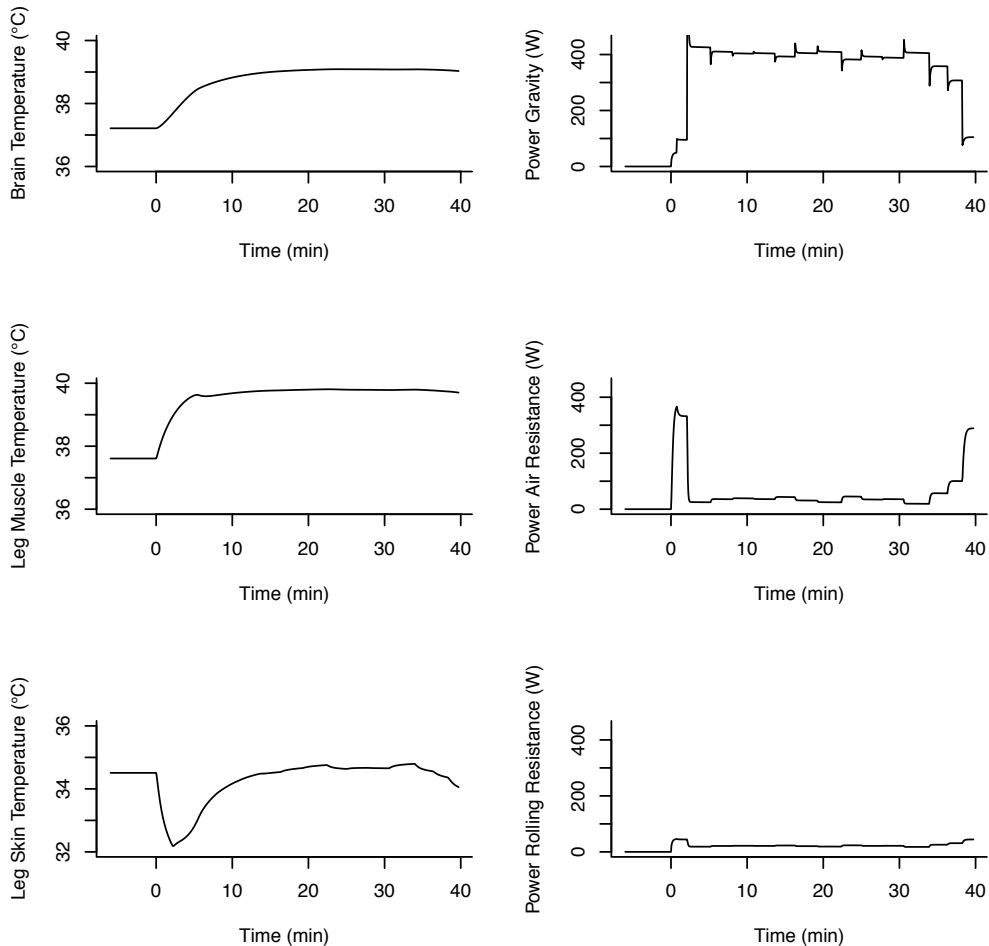 Brain Temperature (°C)
40
38
36
0 10 20 30 40
Time (min)
Power Gravity (W)
400
200
0
0 10 20 30 40
Time (min)
Leg Muscle Temperature (°C)
40
38
36
0 10 20 30 40
Time (min)
Power Air Resistance (W)
400
200
0
0 10 20 30 40
Time (min)
Leg Skin Temperature (°C)
36
34
32
0 10 20 30 40
Time (min)
Power Rolling Resistance (W)
400
200
0
0 10 20 30 40
Time (min)